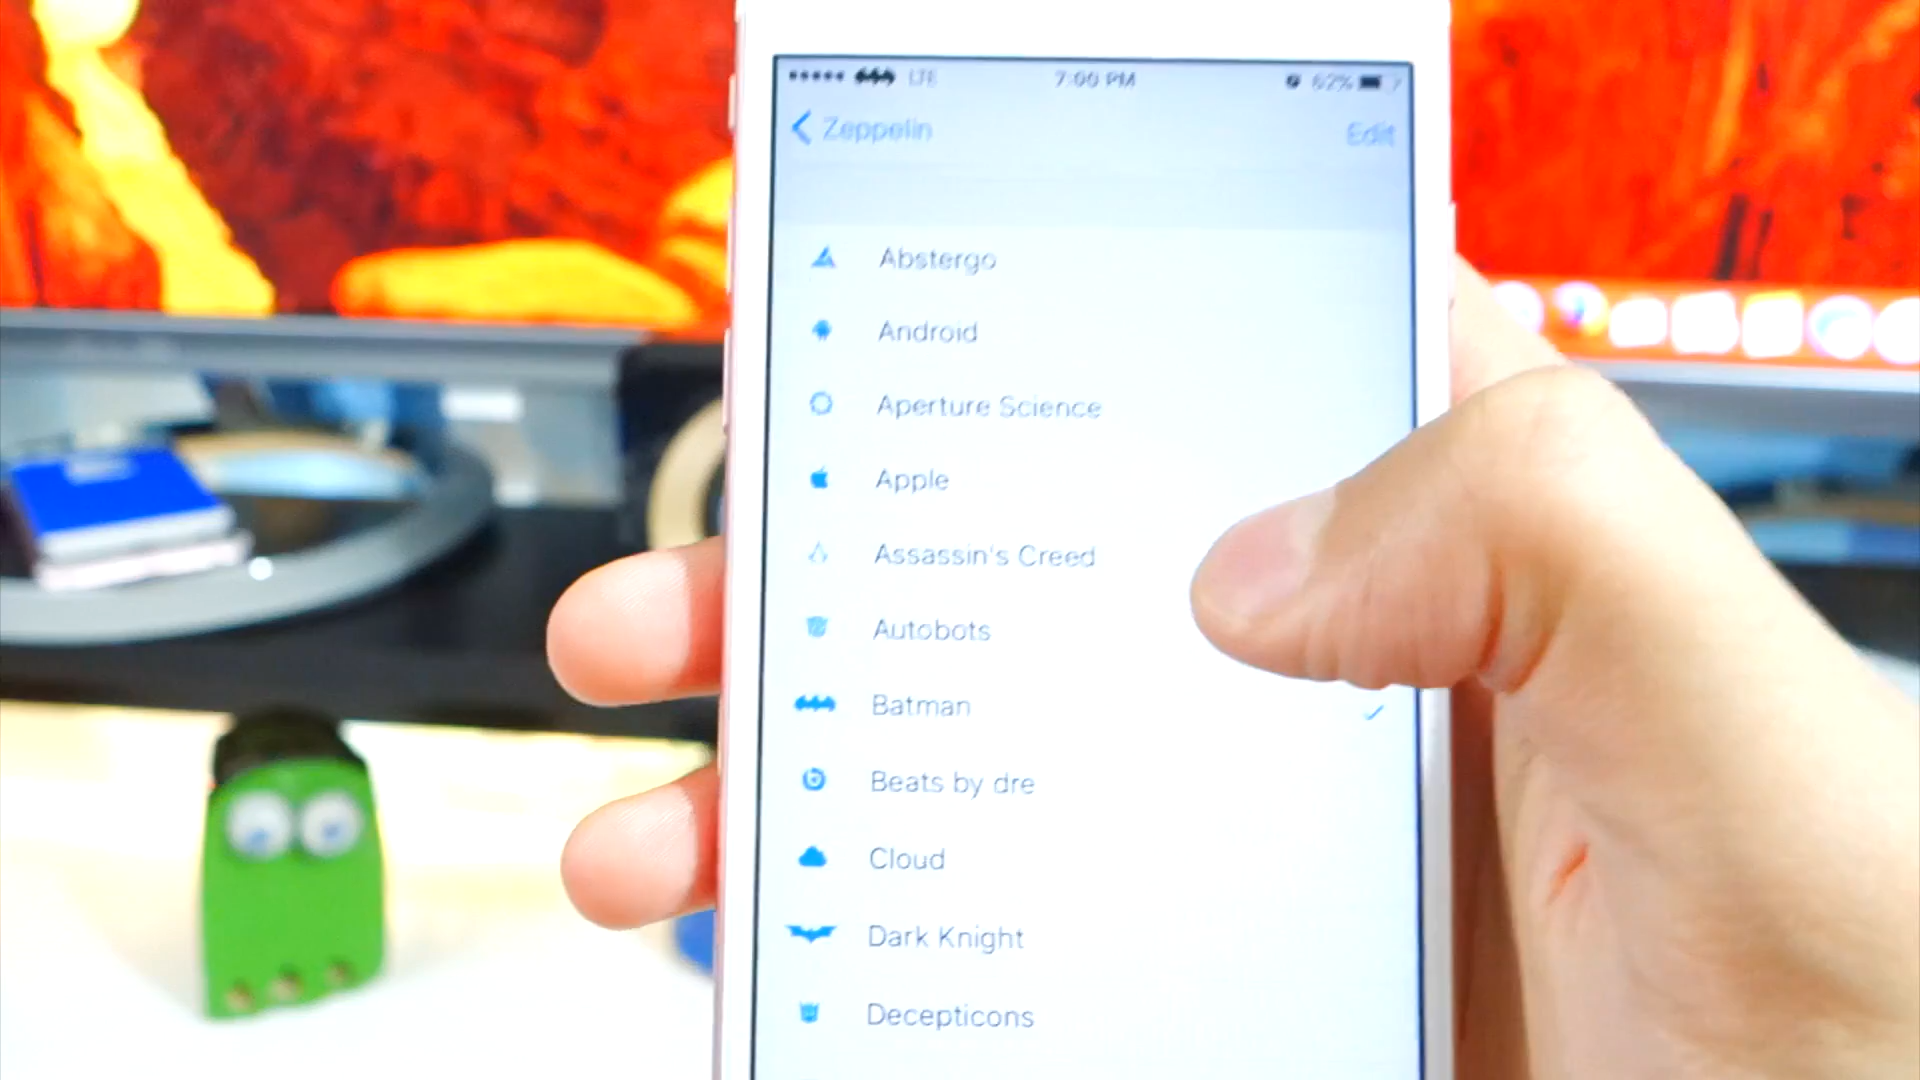 LTE 7:00 PM 62%
Zeppelin Edit
Abstergo
Android
Aperture Science
Apple
Assassin's Creed
Autobots
Batman
Beats by dre
Cloud
Dark Knight
Decepticons